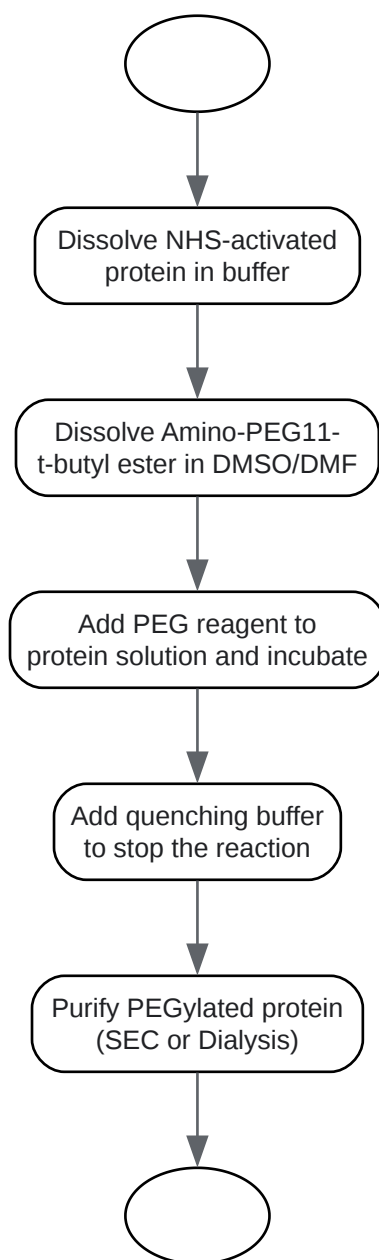 Dissolve NHS-activated
protein in buffer
Dissolve Amino-PEG11-
t-butyl ester in DMSO/DMF
Add PEG reagent to
protein solution and incubate
Add quenching buffer
to stop the reaction
Purify PEGylated protein
(SEC or Dialysis)